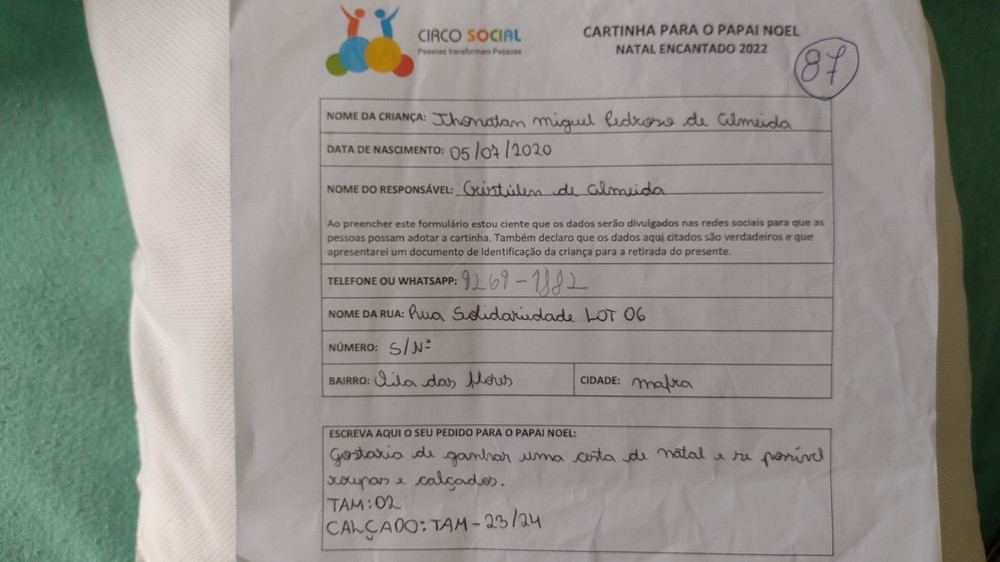 CIRCO SOCIAL
Pessoas transformam Pessoas
CARTINHA PARA O PAPAI NOEL
NATAL ENCANTADO 2022
87
NOME DA CRIANÇA: Jhonatan Miguel Pedroso de Almeida
DATA DE NASCIMENTO: 05/07/2020
NOME DO RESPONSÁVEL: Cristielen de Almeida
Ao preencher este formulário estou ciente que os dados serão divulgados nas redes sociais para que as
pessoas possam adotar a cartinha. Também declaro que os dados aqui citados são verdadeiros e que
apresentarei um documento de identificação da criança para a retirada do presente.
TELEFONE OU WHATSAPP: 9269-1882
NOME DA RUA: Rua Solidariedade LOT 06
NÚMERO: S/Nº
BAIRRO: Vila das flores CIDADE: mafra
ESCREVA AQUI O SEU PEDIDO PARA O PAPAI NOEL:
Gostaria de ganhar uma cesta de natal e se possível
roupas e calçados.
TAM: 02
CALÇADO: TAM - 23/24